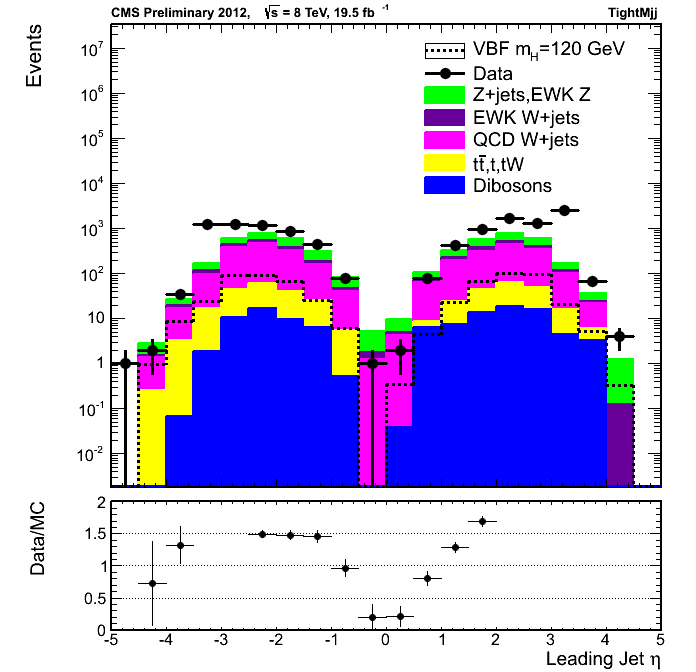 CMS Preliminary 2012, √s = 8 TeV, 19.5 fb⁻¹ TightMjj
Events
10⁷
10⁶
10⁵
10⁴
10³
10²
10
1
10⁻¹
10⁻²
VBF m_H=120 GeV
Data
Z+jets,EWK Z
EWK W+jets
QCD W+jets
tt̄,t,tW
Dibosons
Data/MC
2
1.5
1
0.5
0
-5 -4 -3 -2 -1 0 1 2 3 4 5
Leading Jet η